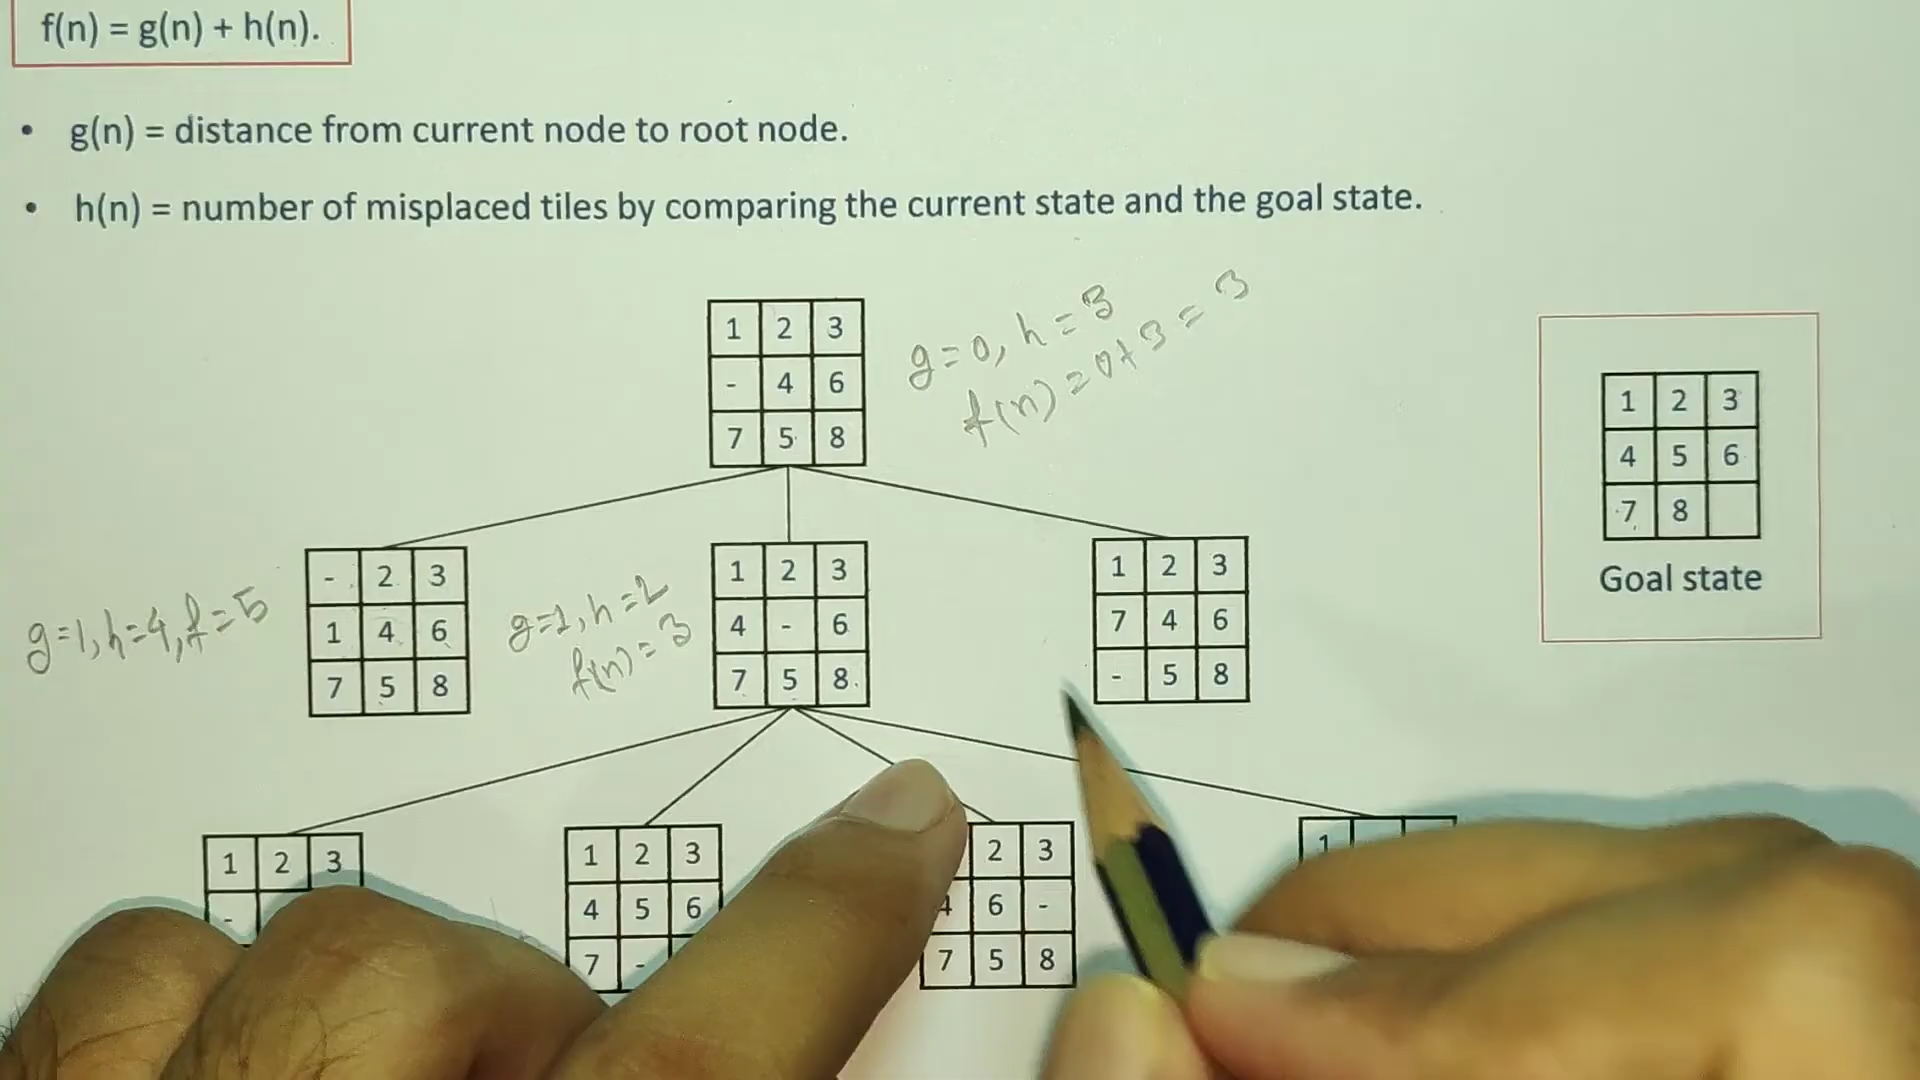 f(n) = g(n) + h(n).
• g(n) = distance from current node to root node.
• h(n) = number of misplaced tiles by comparing the current state and the goal state.
1 2 3
- 4 6
7 5 8
g=0, h=3
f(n)=0+3=3
1 2 3
4 5 6
7 8
Goal state
g=1, h=4, f=5
- 2 3
1 4 6
7 5 8
g=1, h=2
f(n)=3
1 2 3
4 - 6
7 5 8
1 2 3
7 4 6
- 5 8
1 2 3
-
1 2 3
4 5 6
7 -
2 3
4 6 -
7 5 8
1